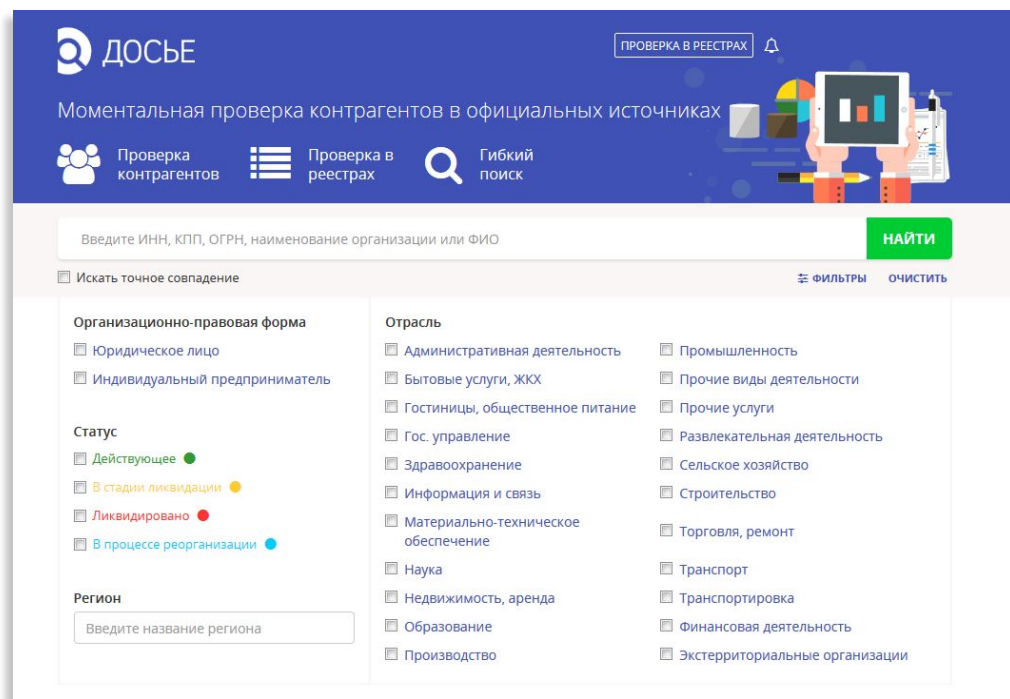 ДОСЬЕ
ПРОВЕРКА В РЕЕСТРАХ
Моментальная проверка контрагентов в официальных источниках
Проверка
контрагентов
Проверка в
реестрах
Гибкий
поиск
Введите ИНН, КПП, ОГРН, наименование организации или ФИО
НАЙТИ
Искать точное совпадение
ФИЛЬТРЫ
ОЧИСТИТЬ
Организационно-правовая форма
Юридическое лицо
Индивидуальный предприниматель
Статус
Действующее
В стадии ликвидации
Ликвидировано
В процессе реорганизации
Регион
Введите название региона
Отрасль
Административная деятельность
Бытовые услуги, ЖКХ
Гостиницы, общественное питание
Гос. управление
Здравоохранение
Информация и связь
Материально-техническое
обеспечение
Наука
Недвижимость, аренда
Образование
Производство
Промышленность
Прочие виды деятельности
Прочие услуги
Развлекательная деятельность
Сельское хозяйство
Строительство
Торговля, ремонт
Транспорт
Транспортировка
Финансовая деятельность
Экстерриториальные организации